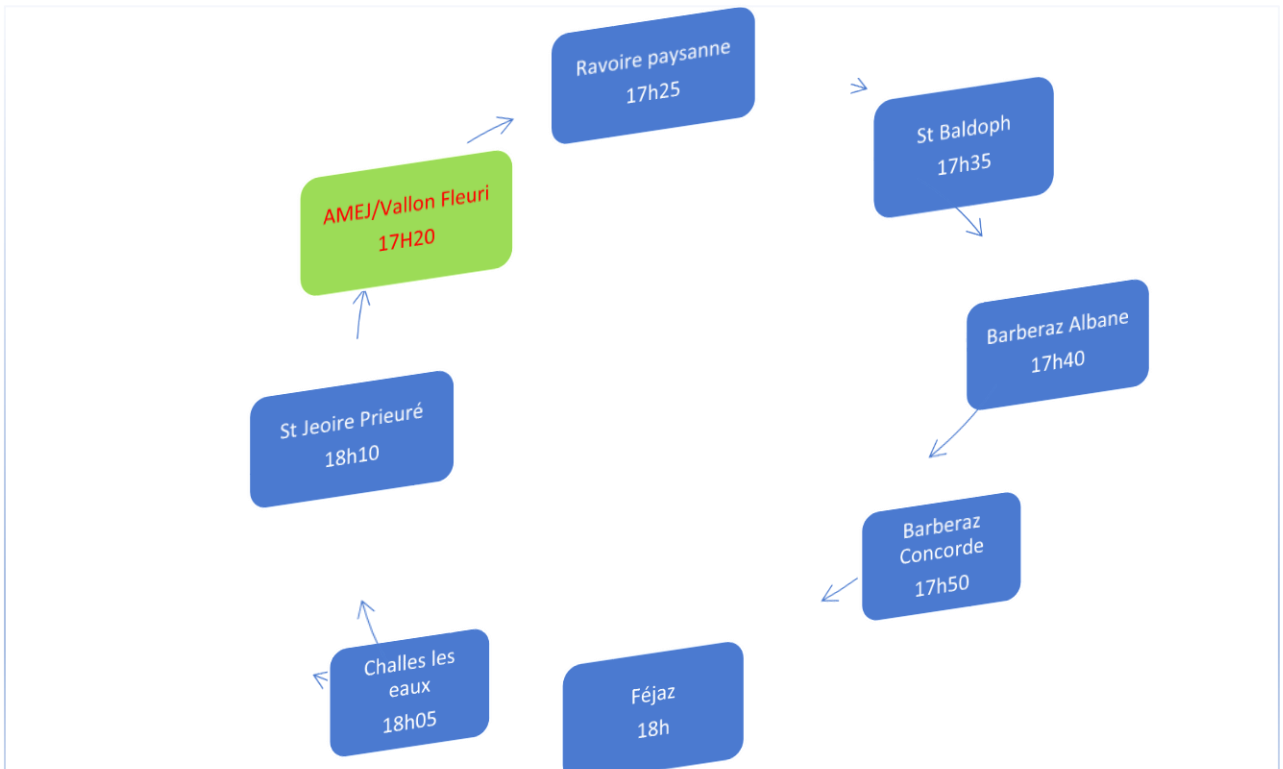 Ravoire paysanne
17h25
St Baldoph
17h35
AMEJ/Vallon Fleuri
17H20
Barberaz Albane
17h40
St Jeoire Prieuré
18h10
Barberaz
Concorde
17h50
Challes les
eaux
18h05
Féjaz
18h